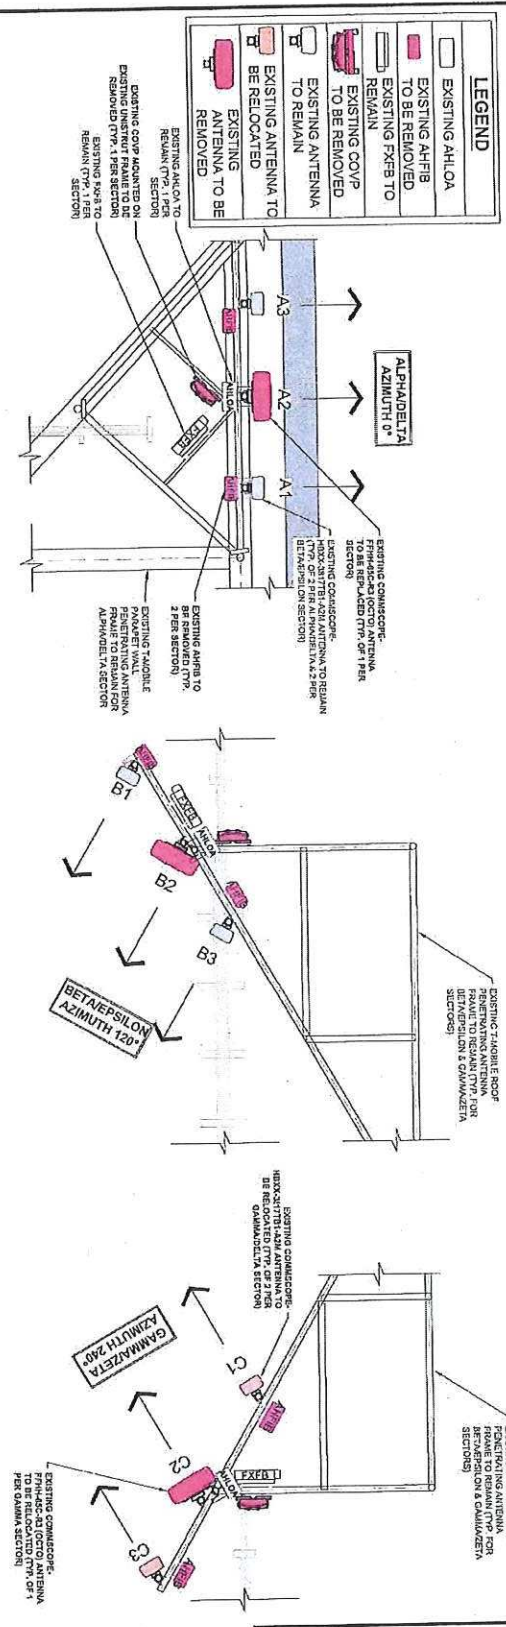 LEGEND
EXISTING AHLOA
EXISTING AHFIB
TO BE REMOVED
EXISTING FXFB TO
REMAIN
EXISTING COVP
TO BE REMOVED
EXISTING ANTENNA
TO REMAIN
EXISTING ANTENNA TO
BE RELOCATED
EXISTING
ANTENNA TO BE
REMOVED
ALPHA/DELTA
AZIMUTH 0°
A3
A2
A1
EXISTING AHLOA TO
REMAIN (TYP. 1 PER
SECTOR)
EXISTING COVP MOUNTED ON
EXISTING UNISTRUT FRAME TO BE
REMOVED (TYP. 1 PER SECTOR)
EXISTING FXFB TO
REMAIN (TYP. 1 PER
SECTOR)
AHLOA
FXFB
EXISTING COMMSCOPE-
FFHH-65C-R3 (OCTO) ANTENNA
TO BE REPLACED (TYP. OF 1 PER
SECTOR)
EXISTING COMMSCOPE-
HBXX-3817TB1-A2M ANTENNA TO REMAIN
(TYP. OF 2 PER ALPHA/DELTA & 2 PER
BETA/EPSILON SECTOR)
EXISTING AHFIB TO
BE REMOVED (TYP.
2 PER SECTOR)
EXISTING T-MOBILE
PARAPET WALL
PENETRATING ANTENNA
FRAME TO REMAIN FOR
ALPHA/DELTA SECTOR
B1
B2
B3
FXFB
AHLOA
BETA/EPSILON
AZIMUTH 120°
EXISTING T-MOBILE ROOF
PENETRATING ANTENNA
FRAME TO REMAIN (TYP. FOR
BETA/EPSILON & GAMMA/ZETA
SECTORS)
EXISTING COMMSCOPE-
HBXX-3817TB1-A2M ANTENNA TO
BE RELOCATED (TYP. OF 2 PER
GAMMA/DELTA SECTOR)
C1
C2
C3
AHFIB
FXFB
AHLOA
GAMMA/ZETA
AZIMUTH 240°
PENETRATING ANTENNA
FRAME TO REMAIN (TYP. FOR
BETA/EPSILON & GAMMA/ZETA
SECTORS)
EXISTING COMMSCOPE-
FFHH-65C-R3 (OCTO) ANTENNA
TO BE RELOCATED (TYP. OF 1
PER GAMMA SECTOR)